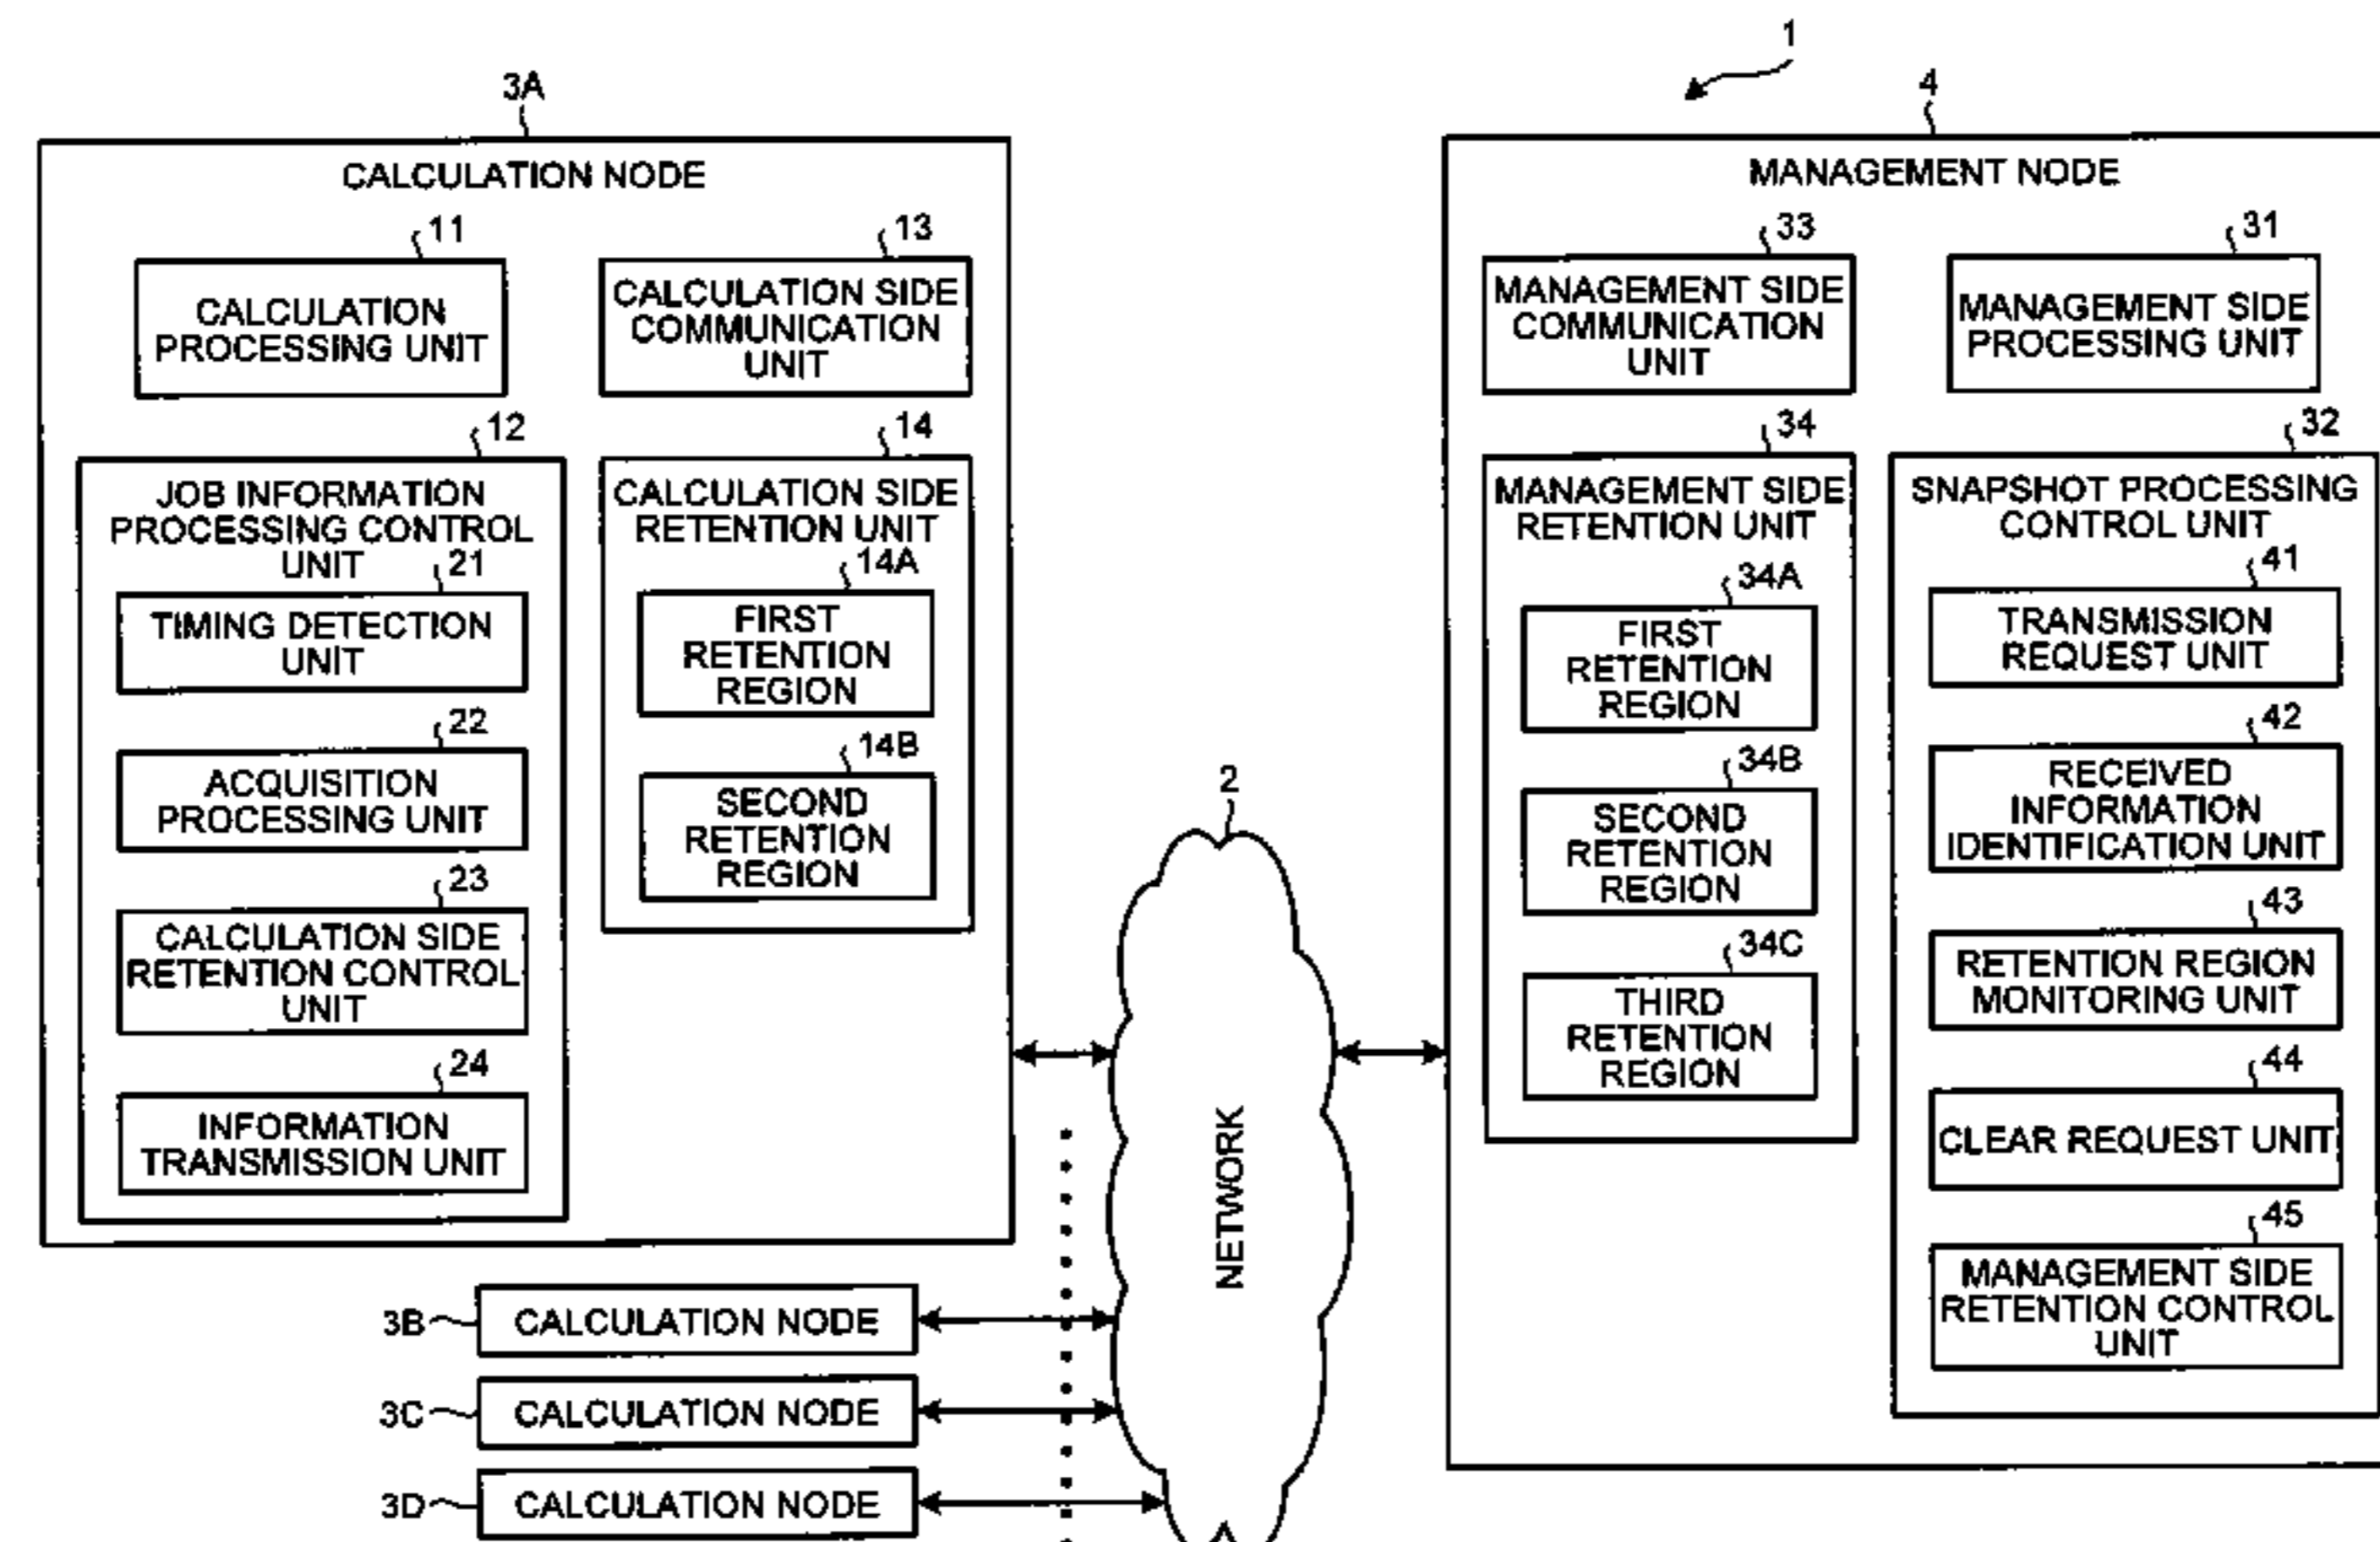 1
3A
CALCULATION NODE
11
CALCULATION
PROCESSING UNIT
13
CALCULATION SIDE
COMMUNICATION
UNIT
12
JOB INFORMATION
PROCESSING CONTROL
UNIT
21
TIMING DETECTION
UNIT
22
ACQUISITION
PROCESSING UNIT
23
CALCULATION SIDE
RETENTION CONTROL
UNIT
24
INFORMATION
TRANSMISSION UNIT
14
CALCULATION SIDE
RETENTION UNIT
14A
FIRST
RETENTION
REGION
14B
SECOND
RETENTION
REGION
3B
CALCULATION NODE
3C
CALCULATION NODE
3D
CALCULATION NODE
2
NETWORK
4
MANAGEMENT NODE
33
MANAGEMENT SIDE
COMMUNICATION
UNIT
31
MANAGEMENT SIDE
PROCESSING UNIT
34
MANAGEMENT SIDE
RETENTION UNIT
34A
FIRST
RETENTION
REGION
34B
SECOND
RETENTION
REGION
34C
THIRD
RETENTION
REGION
32
SNAPSHOT PROCESSING
CONTROL UNIT
41
TRANSMISSION
REQUEST UNIT
42
RECEIVED
INFORMATION
IDENTIFICATION UNIT
43
RETENTION REGION
MONITORING UNIT
44
CLEAR REQUEST UNIT
45
MANAGEMENT SIDE
RETENTION CONTROL
UNIT